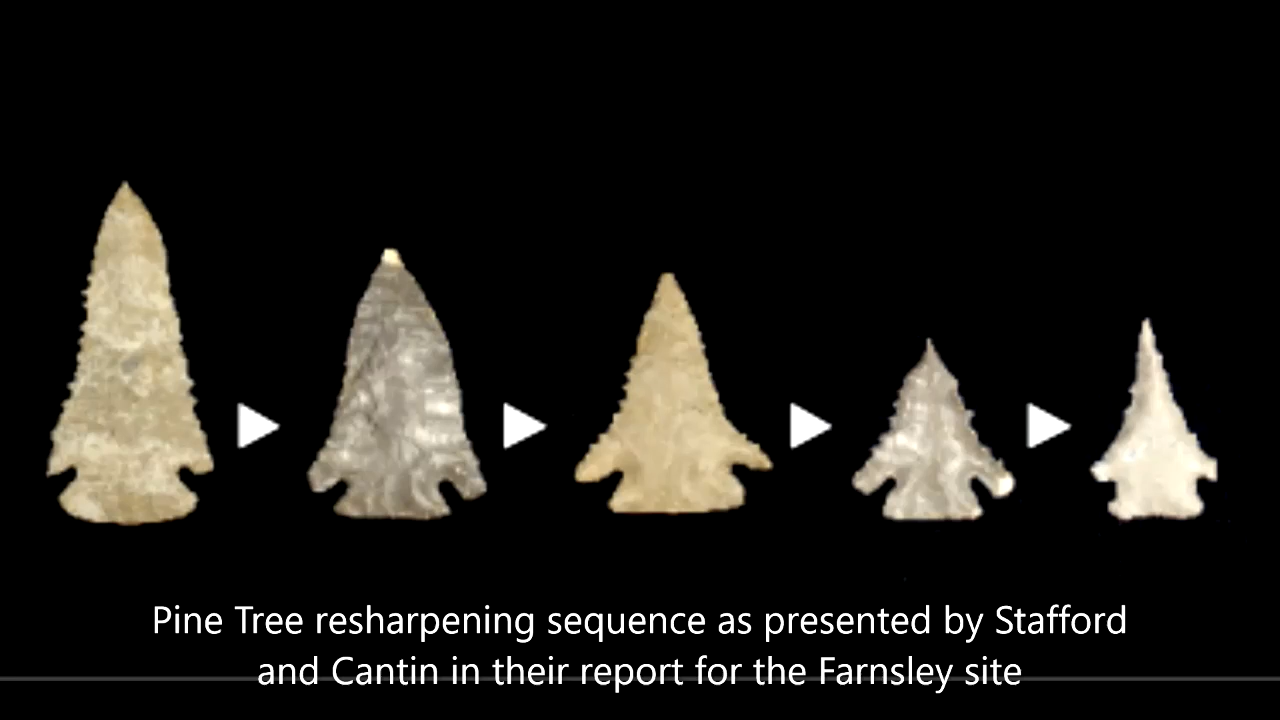 Pine Tree resharpening sequence as presented by Stafford
and Cantin in their report for the Farnsley site